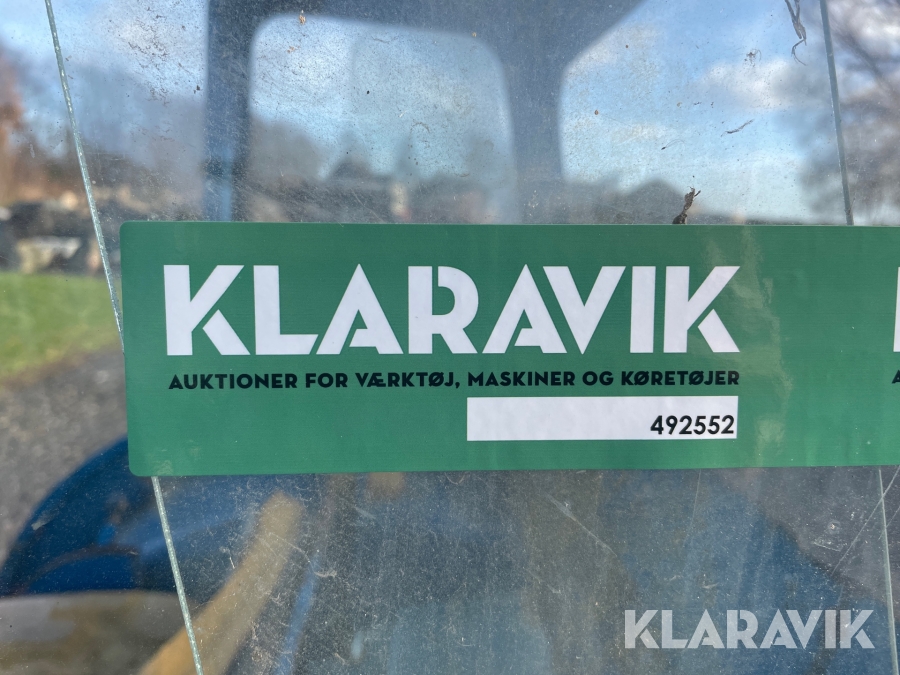 KLARAVIK
AUKTIONER FOR VÆRKTØJ, MASKINER OG KØRETØJER
492552
KLARAVIK